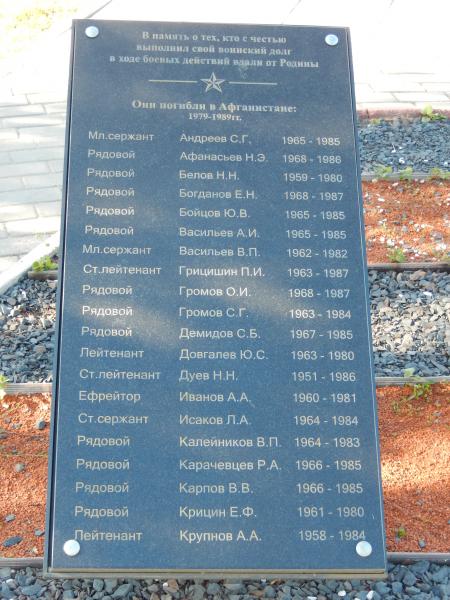 В память о тех, кто с честью
выполнил свой воинский долг
в ходе боевых действий вдали от Родины
Они погибли в Афганистане:
1979-1989гг.
Мл.сержант Андреев С.Г, 1965 - 1985
Рядовой Афанасьев Н.Э. 1968 - 1986
Рядовой Белов Н.Н. 1959 - 1980
Рядовой Богданов Е.Н. 1968 - 1987
Рядовой Бойцов Ю.В. 1965 - 1985
Рядовой Васильев А.И. 1965 - 1985
Мл.сержант Васильев В.П. 1962 - 1982
Ст.лейтенант Грицишин П.И. 1963 - 1987
Рядовой Громов О.И. 1968 - 1987
Рядовой Громов С.Г. 1963 - 1984
Рядовой Демидов С.Б. 1967 - 1985
Лейтенант Довгалев Ю.С. 1963 - 1980
Ст.лейтенант Дуев Н.Н. 1951 - 1986
Ефрейтор Иванов А.А. 1960 - 1981
Ст.сержант Исаков Л.А. 1964 - 1984
Рядовой Калейников В.П. 1964 - 1983
Рядовой Карачевцев Р.А. 1966 - 1985
Рядовой Карпов В.В. 1966 - 1985
Рядовой Крицин Е.Ф. 1961 - 1980
Лейтенант Крупнов А.А. 1958 - 1984